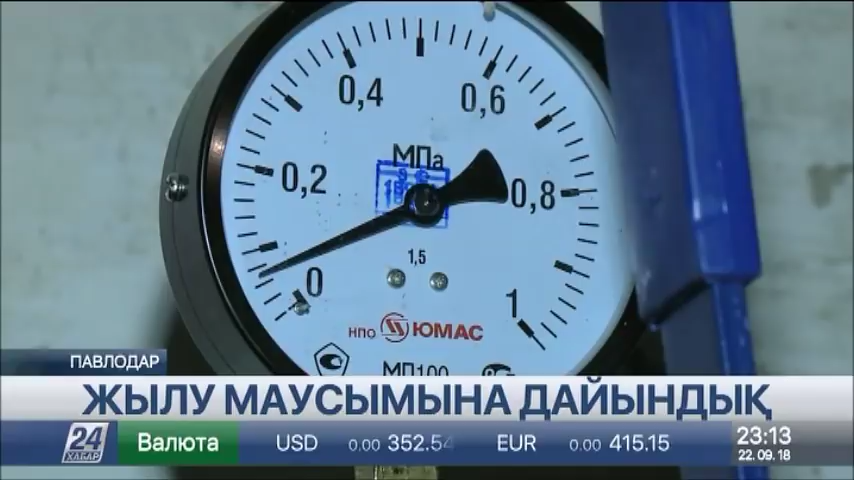 0,4
0,6
МПа
0,2
0,8
1,5
0
1
НПО ЮМАС
МП100
ПАВЛОДАР
ЖЫЛУ МАУСЫМЫНА ДАЙЫНДЫҚ
24 ХАБАР
Валюта USD 0.00 352.54 EUR 0.00 415.15
23:13
22.09.18